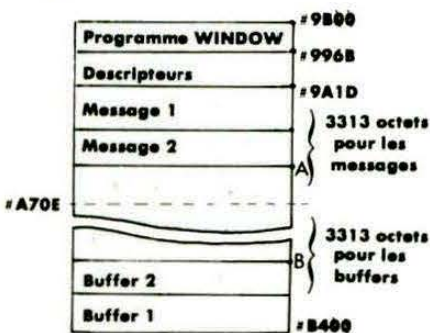 #9B00
Programme WINDOW
#996B
Descripteurs
#9A1D
Message 1
3313 octets
pour les
messages
Message 2
A
#A70E
3313 octets
pour les
buffers
B
Buffer 2
Buffer 1
#B400